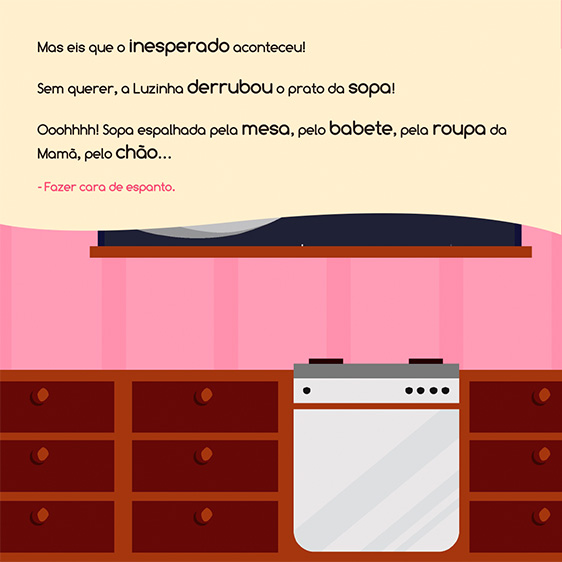 Mas eis que o inesperado aconteceu!
Sem querer, a Luzinha derrubou o prato da sopa!
Ooohhhh! Sopa espalhada pela mesa, pelo babete, pela roupa da
Mamã, pelo chão...
- Fazer cara de espanto.